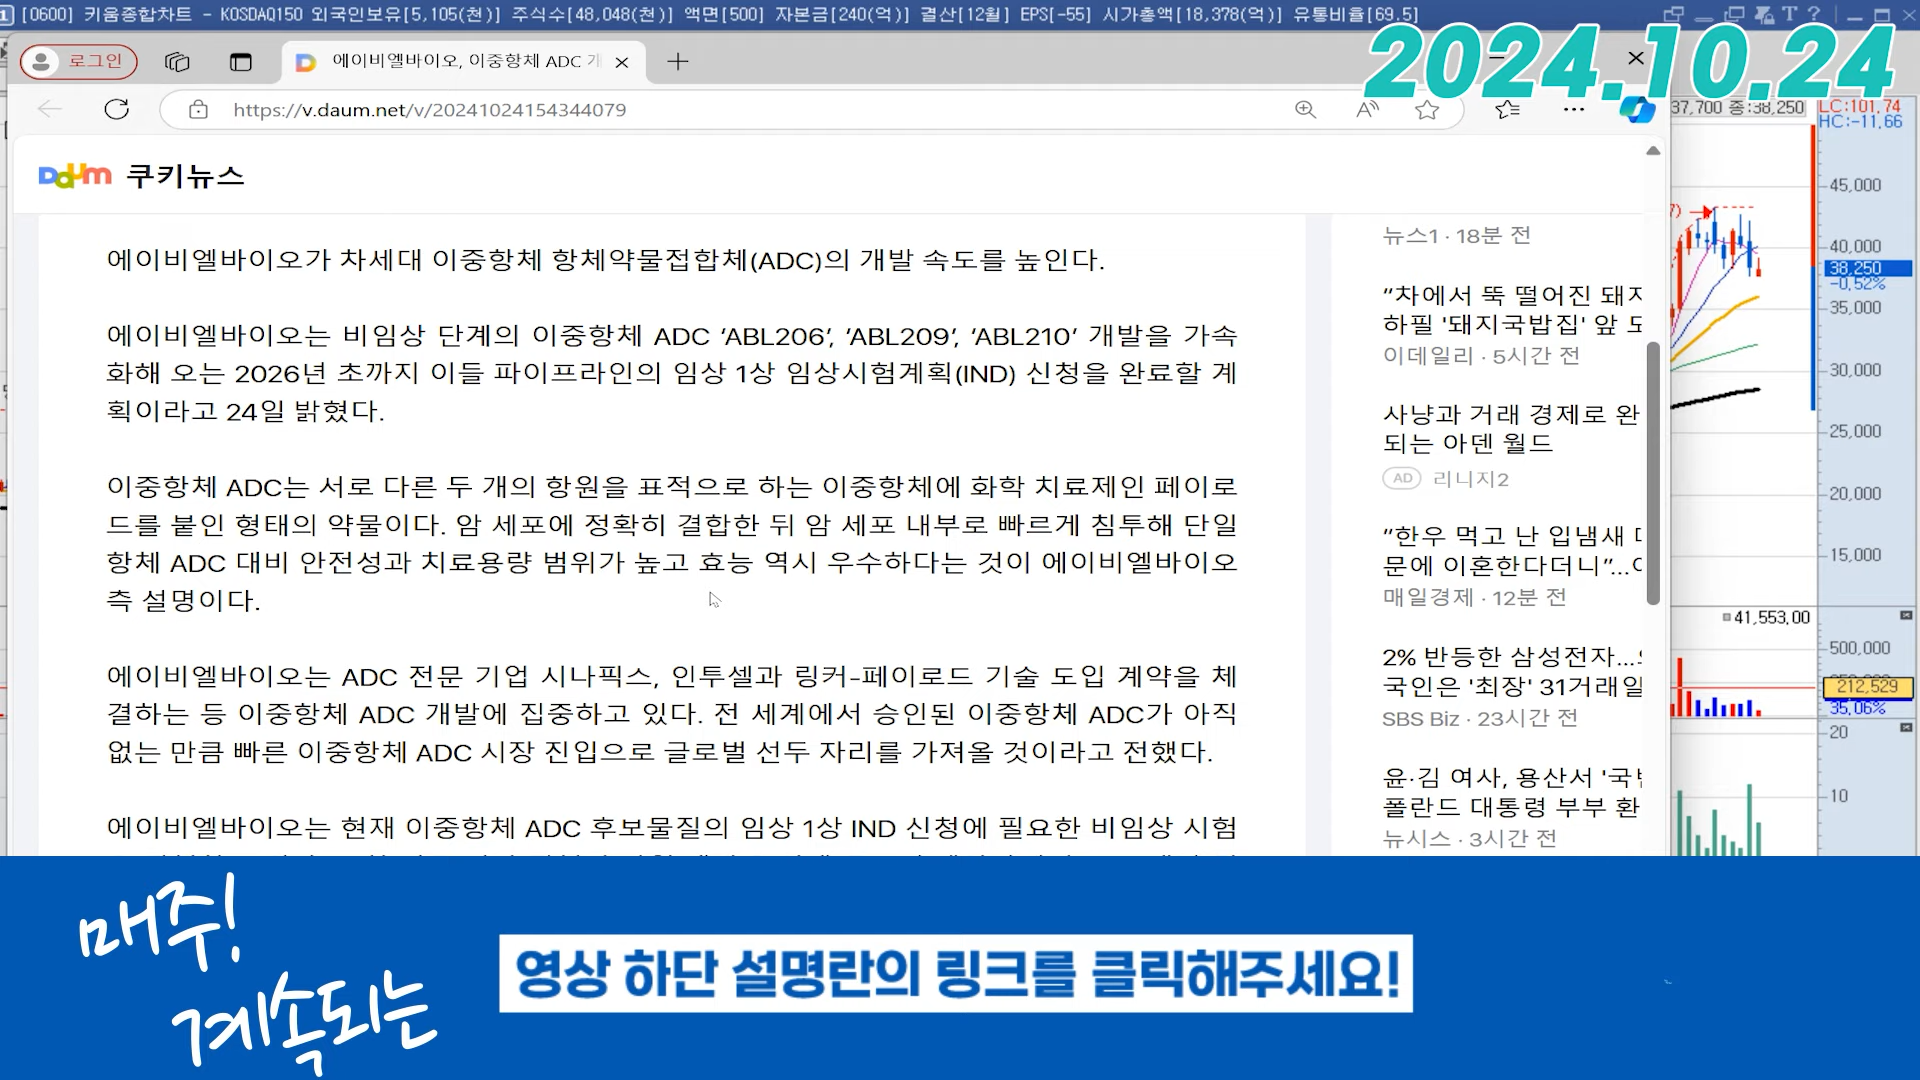 [0600] 키움종합차트 - KOSDAQ150 외국인보유[5,105(천)] 주식수[48,048(천)] 액면[500] 자본금[240(억)] 결산[12월] EPS[-55] 시가총액[18,378(억)] 유통비율[69.5]
2024.10.24
로그인
에이비엘바이오, 이중항체 ADC
https://v.daum.net/v/20241024154344079
37,700 종:38,250
LC:101.74
HC:-11.66
Daum 쿠키뉴스
에이비엘바이오가 차세대 이중항체 항체약물접합체(ADC)의 개발 속도를 높인다.
에이비엘바이오는 비임상 단계의 이중항체 ADC ‘ABL206’, ‘ABL209’, ‘ABL210’ 개발을 가속
화해 오는 2026년 초까지 이들 파이프라인의 임상 1상 임상시험계획(IND) 신청을 완료할 계
획이라고 24일 밝혔다.
이중항체 ADC는 서로 다른 두 개의 항원을 표적으로 하는 이중항체에 화학 치료제인 페이로
드를 붙인 형태의 약물이다. 암 세포에 정확히 결합한 뒤 암 세포 내부로 빠르게 침투해 단일
항체 ADC 대비 안전성과 치료용량 범위가 높고 효능 역시 우수하다는 것이 에이비엘바이오
측 설명이다.
에이비엘바이오는 ADC 전문 기업 시나픽스, 인투셀과 링커-페이로드 기술 도입 계약을 체
결하는 등 이중항체 ADC 개발에 집중하고 있다. 전 세계에서 승인된 이중항체 ADC가 아직
없는 만큼 빠른 이중항체 ADC 시장 진입으로 글로벌 선두 자리를 가져올 것이라고 전했다.
에이비엘바이오는 현재 이중항체 ADC 후보물질의 임상 1상 IND 신청에 필요한 비임상 시험
뉴스1 · 18분 전
“차에서 뚝 떨어진 돼지
하필 '돼지국밥집' 앞
이데일리 · 5시간 전
사냥과 거래 경제로 완
되는 아덴 월드
AD 리니지2
“한우 먹고 난 입냄새
문에 이혼한다더니”…
매일경제 · 12분 전
2% 반등한 삼성전자…
국인은 '최장' 31거래일
SBS Biz · 23시간 전
윤·김 여사, 용산서 '국빈
폴란드 대통령 부부 환
뉴시스 · 3시간 전
45,000
40,000
38,250
-0.52%
35,000
30,000
25,000
20,000
15,000
41,553,00
500,000
212,529
35.06%
20
10
매주!
계속되는
영상 하단 설명란의 링크를 클릭해주세요!